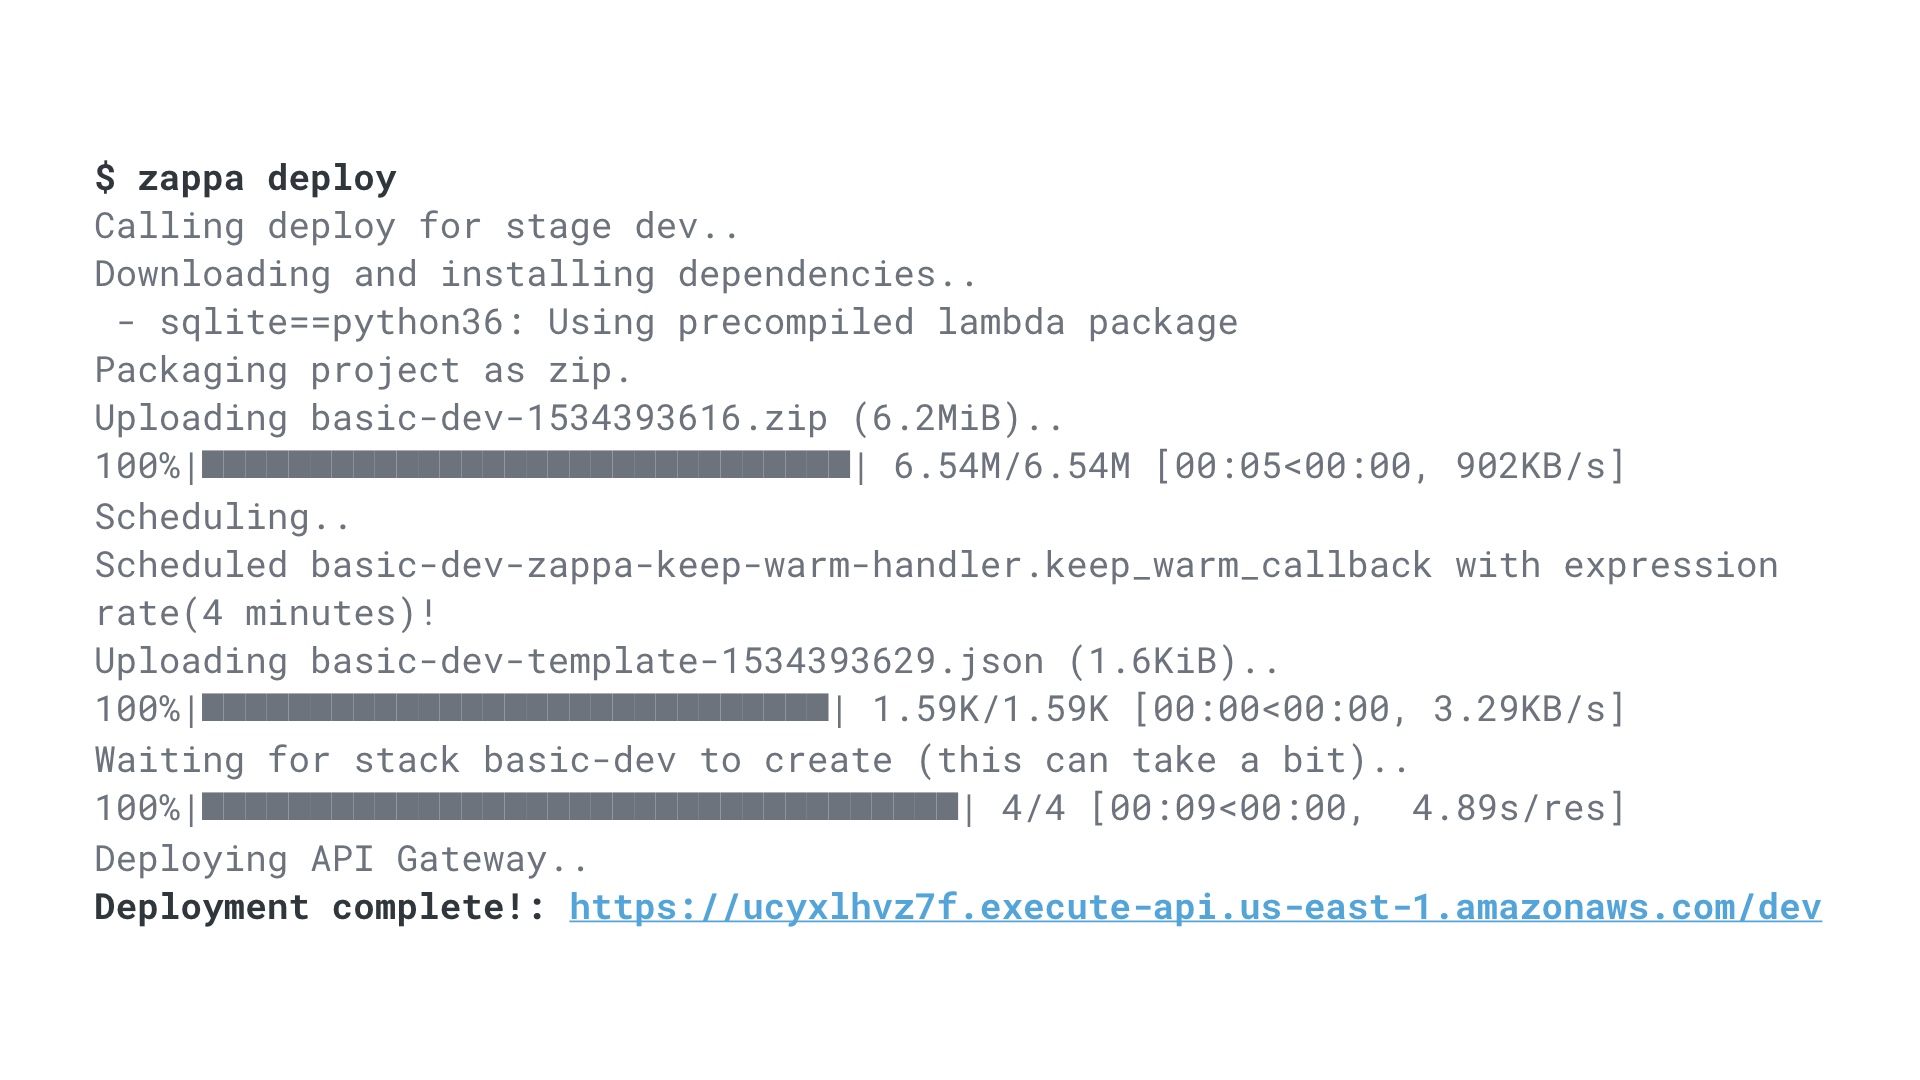 $ zappa deploy
Calling deploy for stage dev..
Downloading and installing dependencies..
 - sqlite==python36: Using precompiled lambda package
Packaging project as zip.
Uploading basic-dev-1534393616.zip (6.2MiB)..
100%|██████████████████████████████| 6.54M/6.54M [00:05<00:00, 902KB/s]
Scheduling..
Scheduled basic-dev-zappa-keep-warm-handler.keep_warm_callback with expression
rate(4 minutes)!
Uploading basic-dev-template-1534393629.json (1.6KiB)..
100%|█████████████████████████████| 1.59K/1.59K [00:00<00:00, 3.29KB/s]
Waiting for stack basic-dev to create (this can take a bit)..
100%|███████████████████████████████████| 4/4 [00:09<00:00,  4.89s/res]
Deploying API Gateway..
Deployment complete!: https://ucyxlhvz7f.execute-api.us-east-1.amazonaws.com/dev